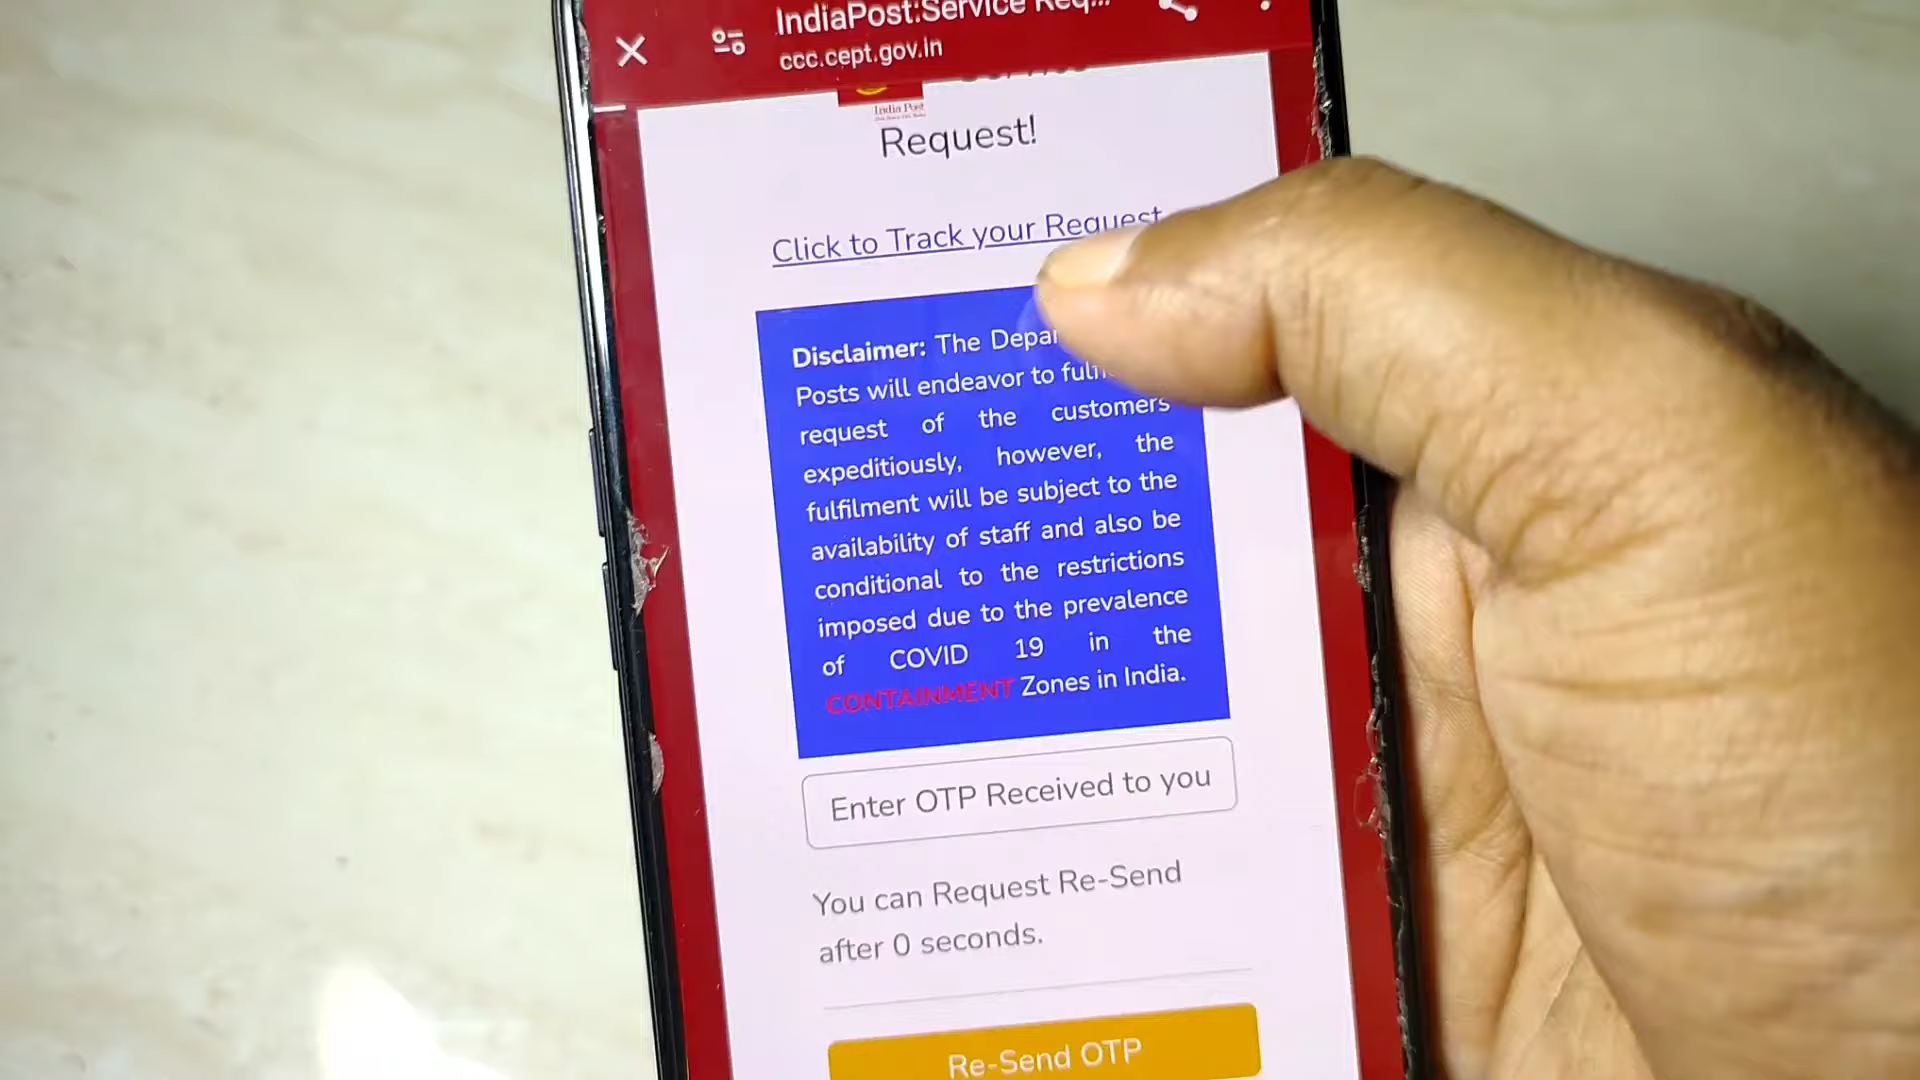 IndiaPost:Service Req...
ccc.cept.gov.in
India Post
Request!
Click to Track your Request
Disclaimer: The
Posts will endeavor to
request of the customers
expeditiously, however, the
fulfilment will be subject to the
availability of staff and also be
conditional to the restrictions
imposed due to the prevalence
of COVID 19 in the
CONTAINMENT Zones in India.
Enter OTP Received to you
You can Request Re-Send
after 0 seconds.
Re-Send OTP